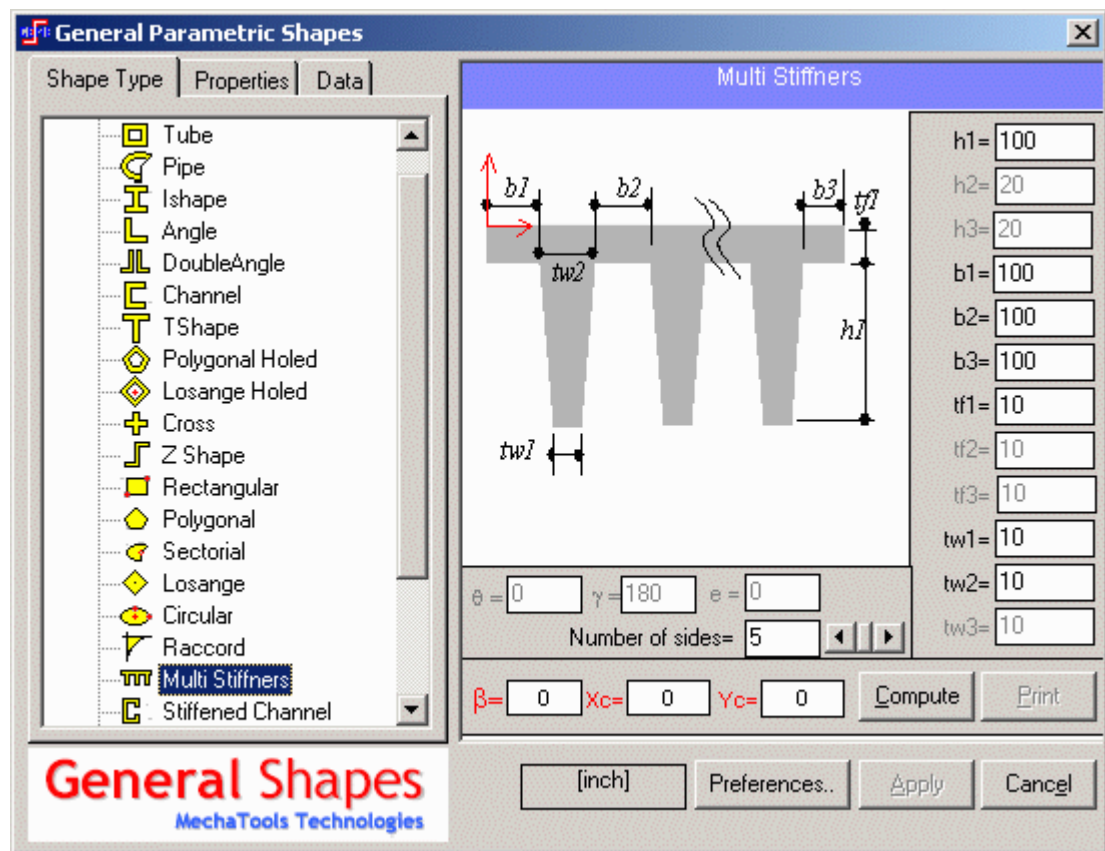 General Parametric Shapes
Shape Type Properties Data
Tube
Pipe
Ishape
Angle
DoubleAngle
Channel
TShape
Polygonal Holed
Losange Holed
Cross
Z Shape
Rectangular
Polygonal
Sectorial
Losange
Circular
Raccord
Multi Stiffners
Stiffened Channel
General Shapes
MechaTools Technologies
Multi Stiffners
b1 b2 b3 tf1
tw2
h1
tw1
h1= 100
h2= 20
h3= 20
b1= 100
b2= 100
b3= 100
tf1= 10
tf2= 10
tf3= 10
tw1= 10
tw2= 10
tw3= 10
θ = 0 γ = 180 e = 0
Number of sides= 5
β= 0 Xc= 0 Yc= 0 Compute Print
[inch] Preferences.. Apply Cancel